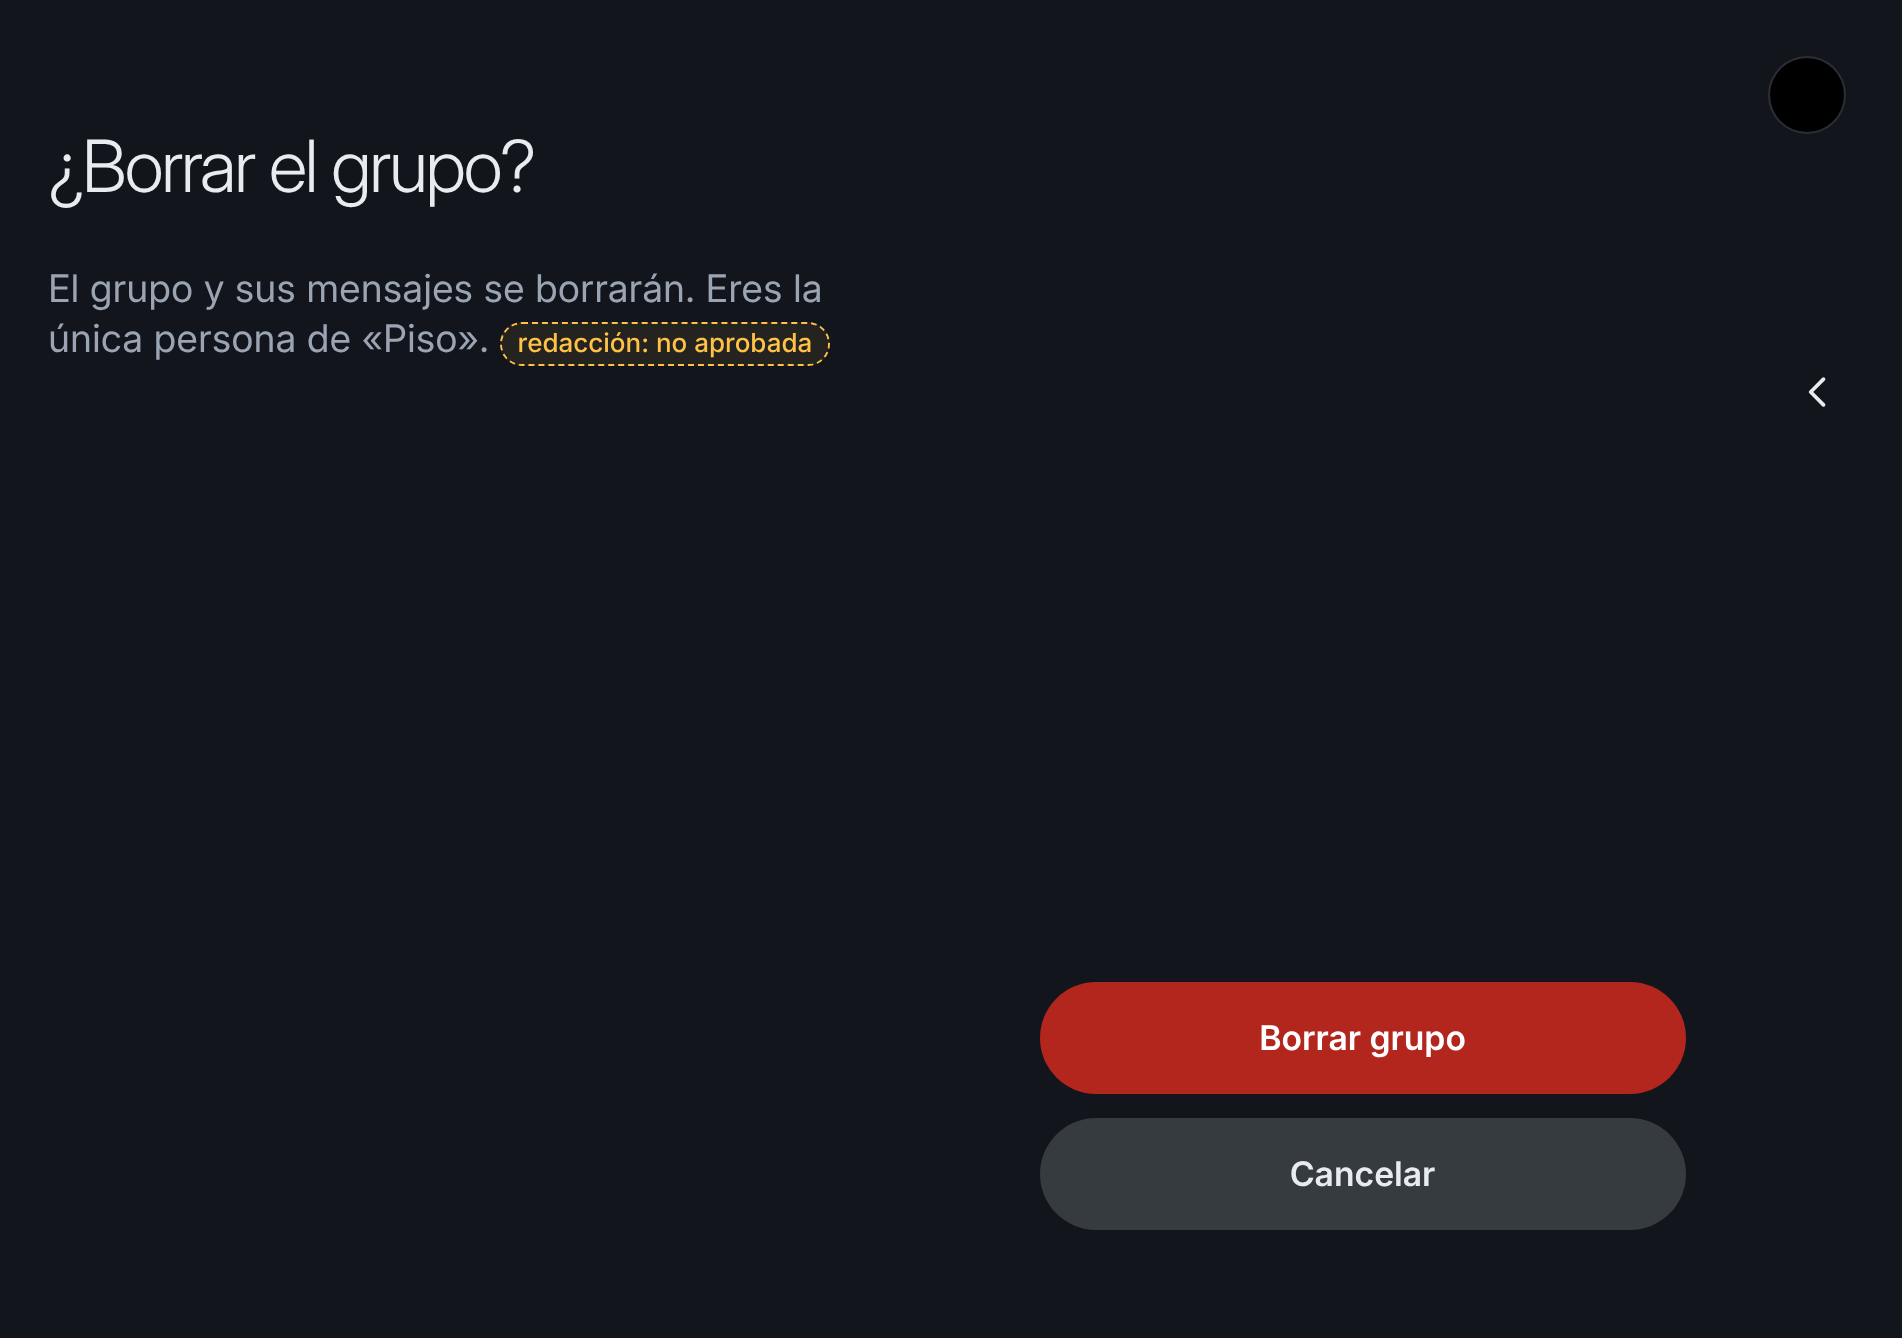 ¿Borrar el grupo?
El grupo y sus mensajes se borrarán. Eres la
única persona de «Piso». redacción: no aprobada
Borrar grupo
Cancelar